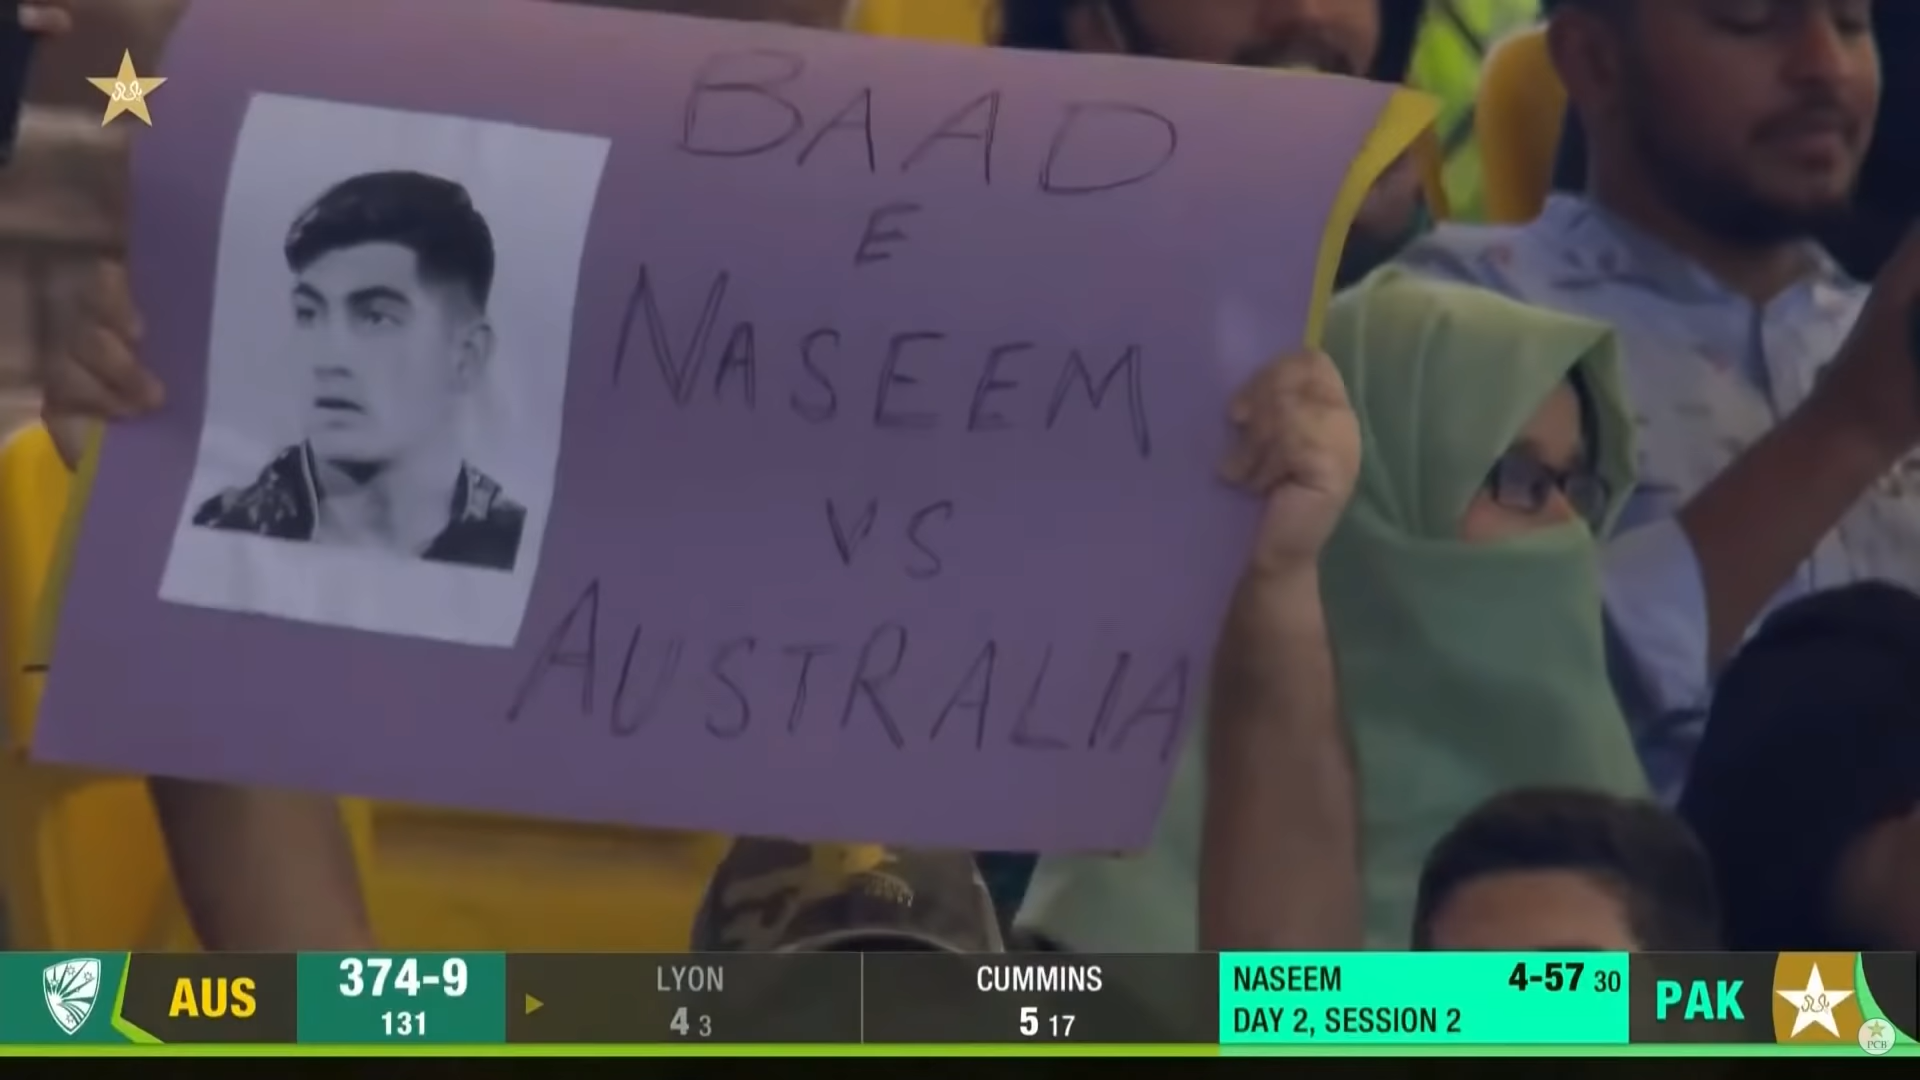 BAAD
E
NASEEM
VS
AUSTRALIA
AUS
374-9
131
LYON
4 3
CUMMINS
5 17
NASEEM 4-57 30
DAY 2, SESSION 2
PAK
PCB